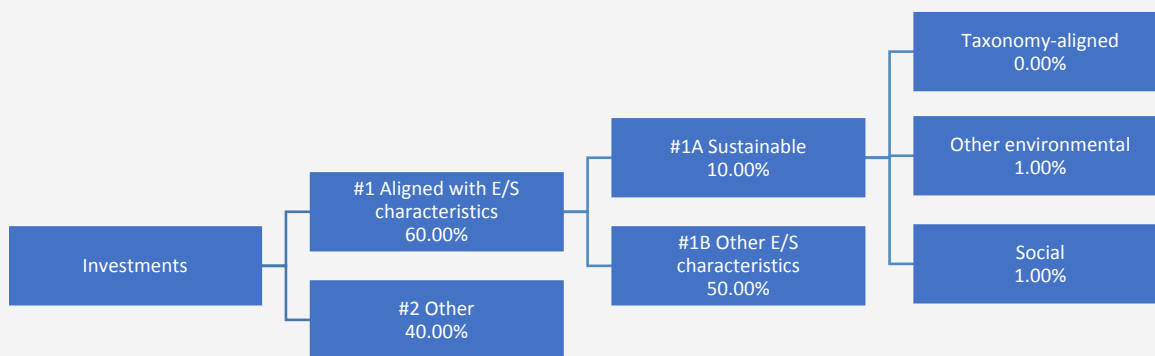 Investments
#1 Aligned with E/S
characteristics
60.00%
#2 Other
40.00%
#1A Sustainable
10.00%
#1B Other E/S
characteristics
50.00%
Taxonomy-aligned
0.00%
Other environmental
1.00%
Social
1.00%